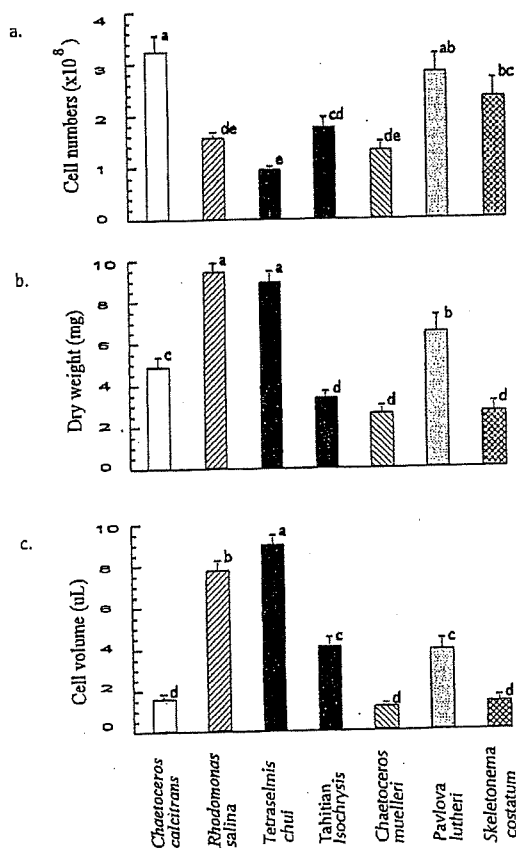 a.
Cell numbers (x10 8)
4
3
2
1
0
a
de
e
cd
de
ab
bc
b.
Dry weight (mg)
10
8
6
4
2
0
c
a
a
d
d
b
d
c.
Cell volume (uL)
10
8
6
4
2
0
d
b
a
c
d
c
d
Chaetoceros
calcitrans
Rhodomonas
salina
Tetraselmis
chui
Tahitian
Isochrysis
Chaetoceros
muelleri
Pavlova
lutheri
Skeletonema
costatum